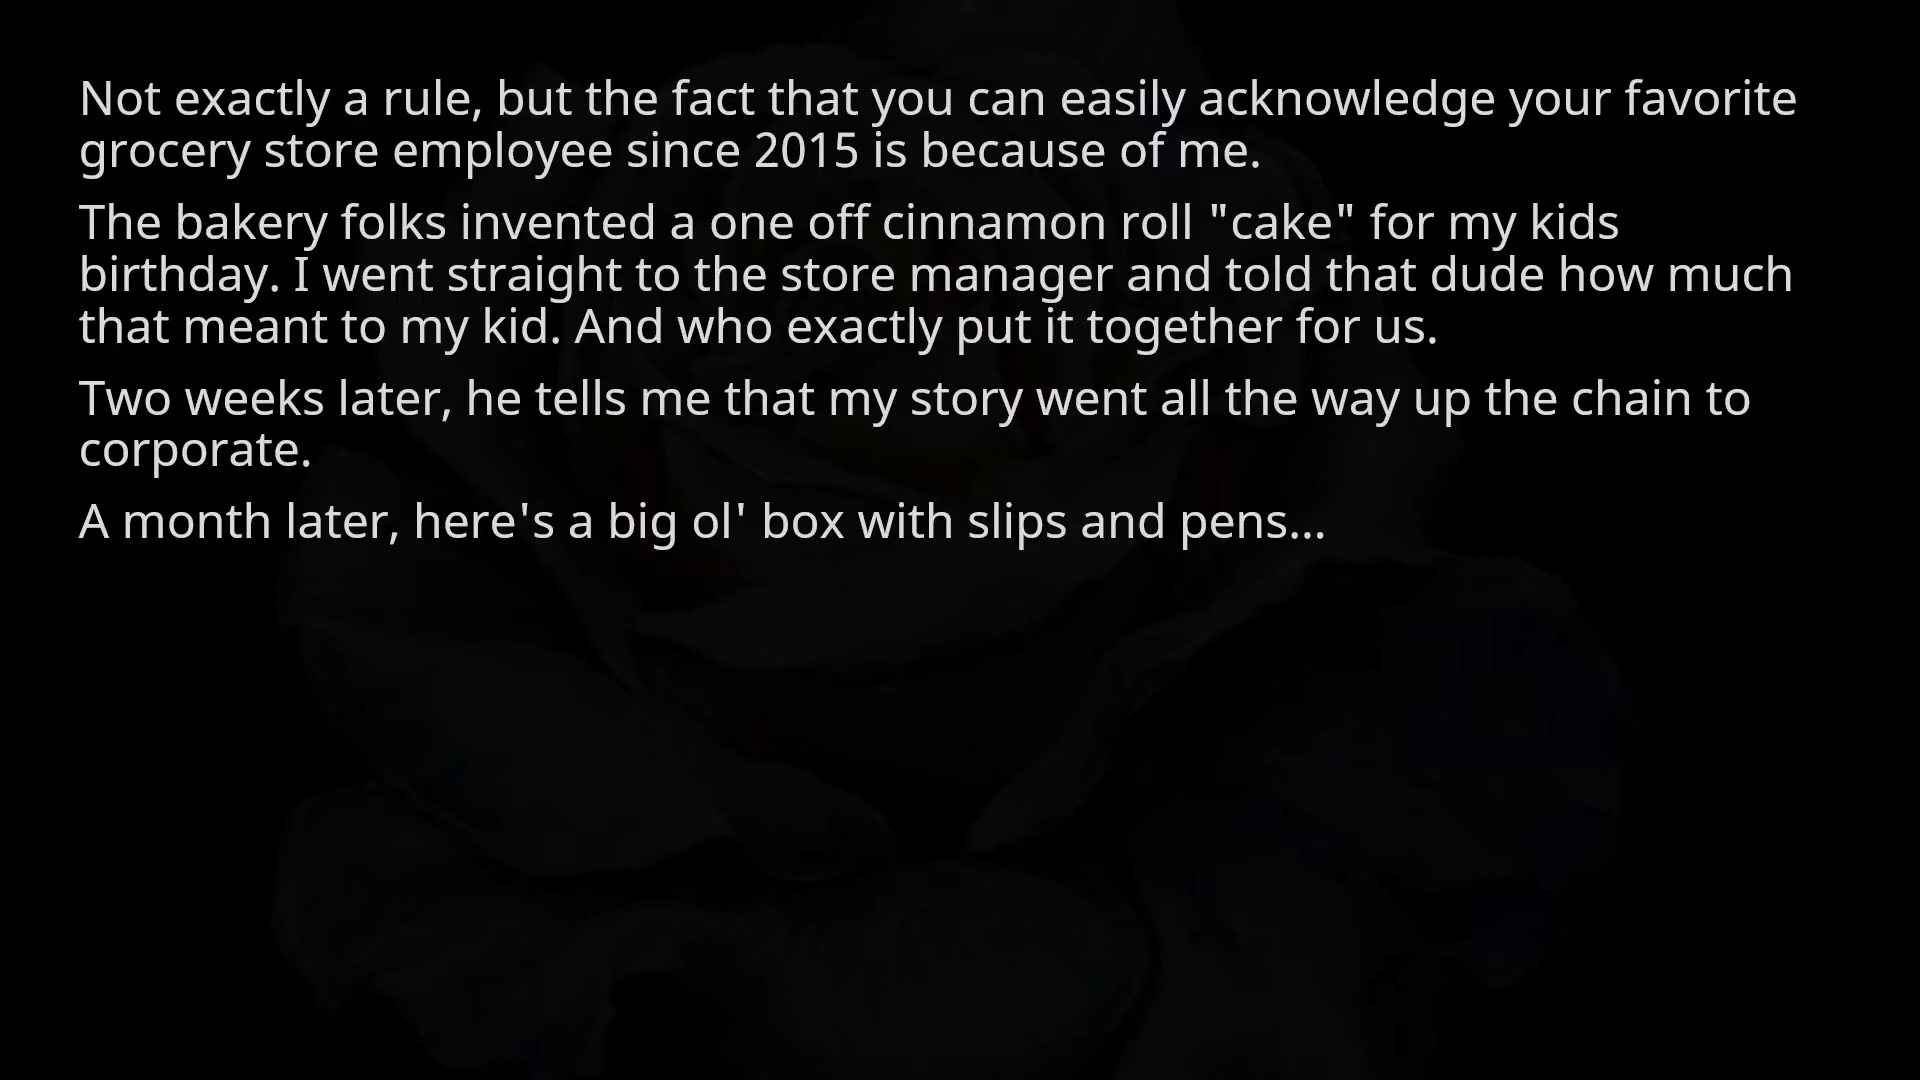 Not exactly a rule, but the fact that you can easily acknowledge your favorite
grocery store employee since 2015 is because of me.
The bakery folks invented a one off cinnamon roll "cake" for my kids
birthday. I went straight to the store manager and told that dude how much
that meant to my kid. And who exactly put it together for us.
Two weeks later, he tells me that my story went all the way up the chain to
corporate.
A month later, here's a big ol' box with slips and pens...